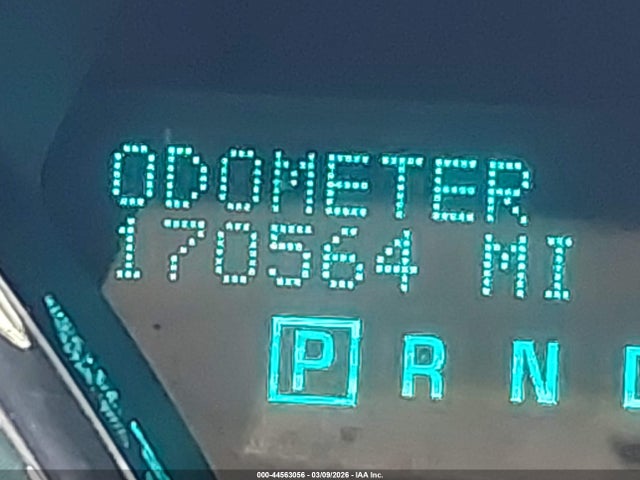 ODOMETER
170564 MI
P R N
000-44563056 - 03/09/2026 - IAA Inc.